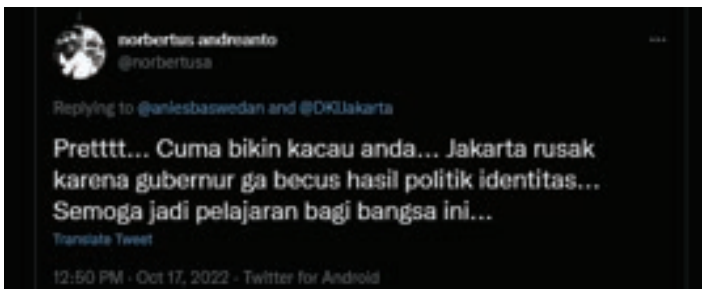 norbertus andreanto
@norbertusa
Replying to @aniesbaswedan and @DKIJakarta
Pretttt... Cuma bikin kacau anda... Jakarta rusak
karena gubernur ga becus hasil politik identitas...
Semoga jadi pelajaran bagi bangsa ini...
Translate Tweet
12:50 PM · Oct 17, 2022 · Twitter for Android